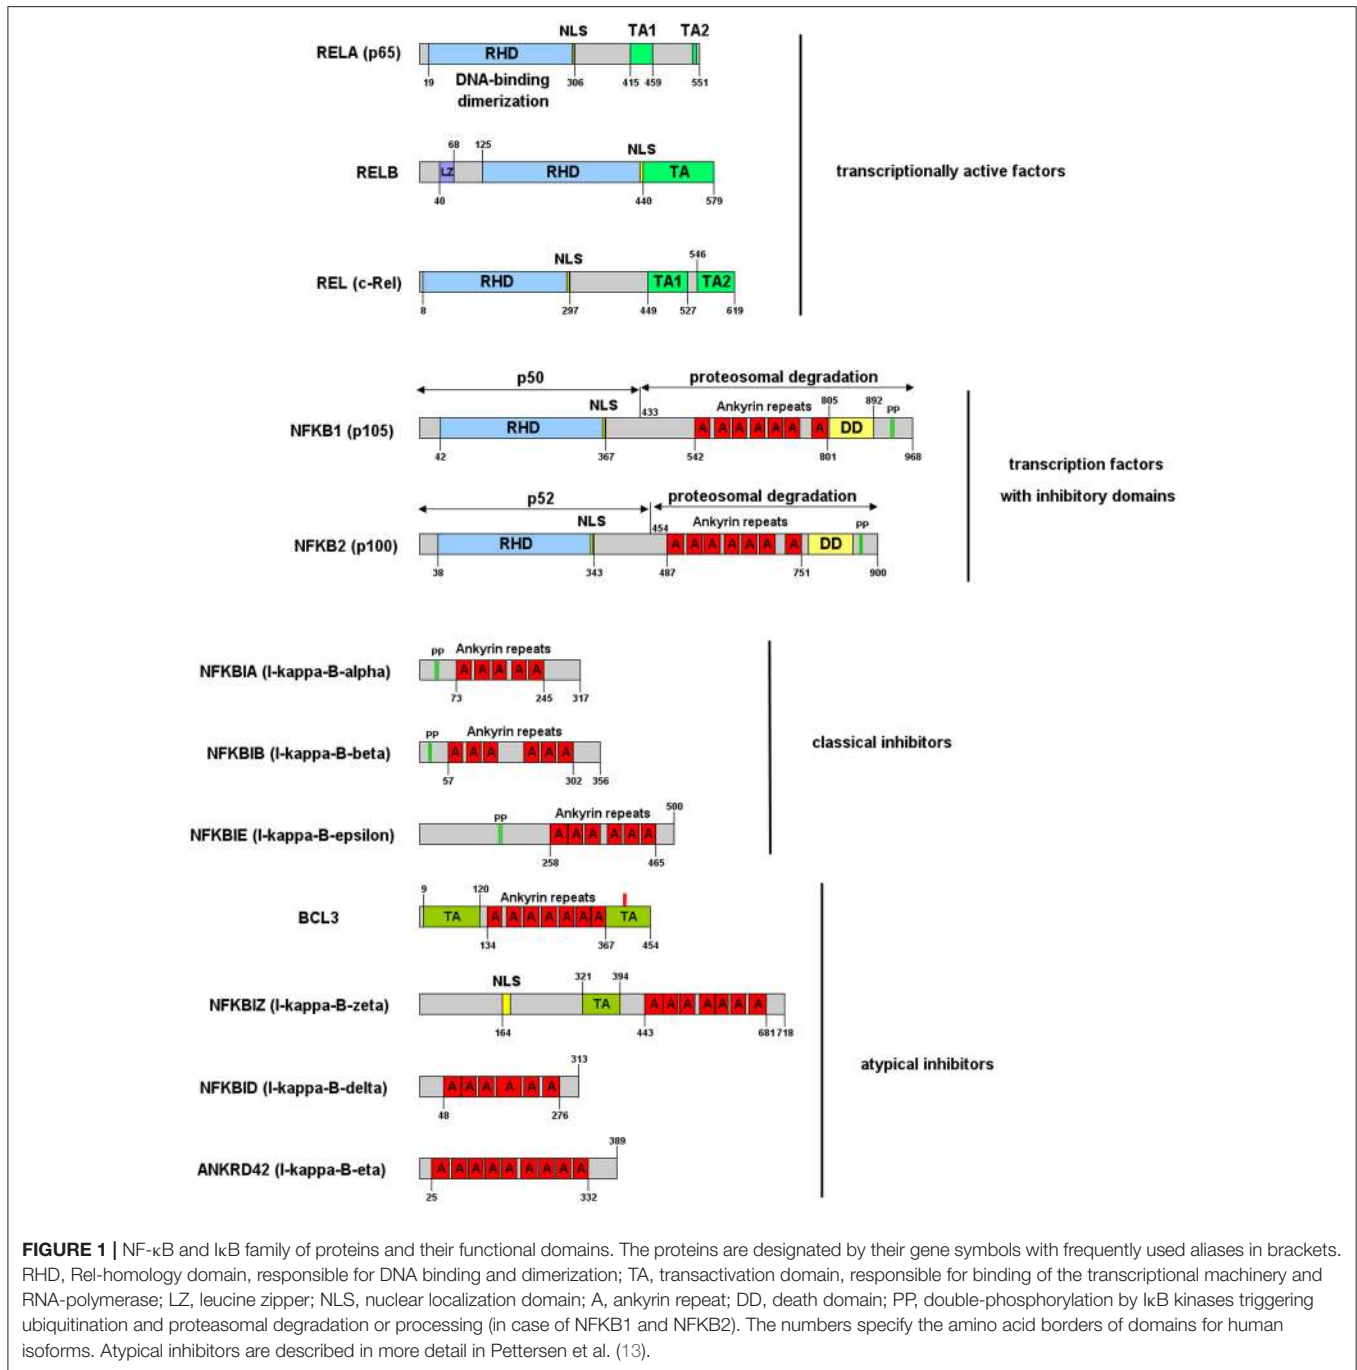 NLS TA1 TA2
RELA (p65) RHD
19 DNA-binding 306 415 459 551
dimerization
68 125 NLS
RELB LZ RHD TA
40 440 579
transcriptionally active factors
NLS 546
REL (c-Rel) RHD TA1 TA2
8 297 449 527 619
p50 proteosomal degradation
NLS 433 Ankyrin repeats 805 892 PP
NFKB1 (p105) RHD A A A A A A A DD
42 367 542 801 968
transcription factors
with inhibitory domains
p52 proteosomal degradation
NLS 454 Ankyrin repeats PP
NFKB2 (p100) RHD A A A A A A A DD
38 343 487 751 900
PP Ankyrin repeats
NFKBIA (I-kappa-B-alpha) A A A A A
73 245 317
PP Ankyrin repeats
NFKBIB (I-kappa-B-beta) A A A A A A
57 302 356
classical inhibitors
PP Ankyrin repeats 500
NFKBIE (I-kappa-B-epsilon) A A A A A A
258 465
9 120 Ankyrin repeats
BCL3 TA A A A A A A A TA
134 367 454
NLS 321 394
NFKBIZ (I-kappa-B-zeta) TA A A A A A A A
164 443 681 718
atypical inhibitors
313
NFKBID (I-kappa-B-delta) A A A A A A
48 276
389
ANKRD42 (I-kappa-B-eta) A A A A A A A A A
25 332
FIGURE 1 | NF-κB and IκB family of proteins and their functional domains. The proteins are designated by their gene symbols with frequently used aliases in brackets.
RHD, Rel-homology domain, responsible for DNA binding and dimerization; TA, transactivation domain, responsible for binding of the transcriptional machinery and
RNA-polymerase; LZ, leucine zipper; NLS, nuclear localization domain; A, ankyrin repeat; DD, death domain; PP, double-phosphorylation by IκB kinases triggering
ubiquitination and proteasomal degradation or processing (in case of NFKB1 and NFKB2). The numbers specify the amino acid borders of domains for human
isoforms. Atypical inhibitors are described in more detail in Pettersen et al. (13).